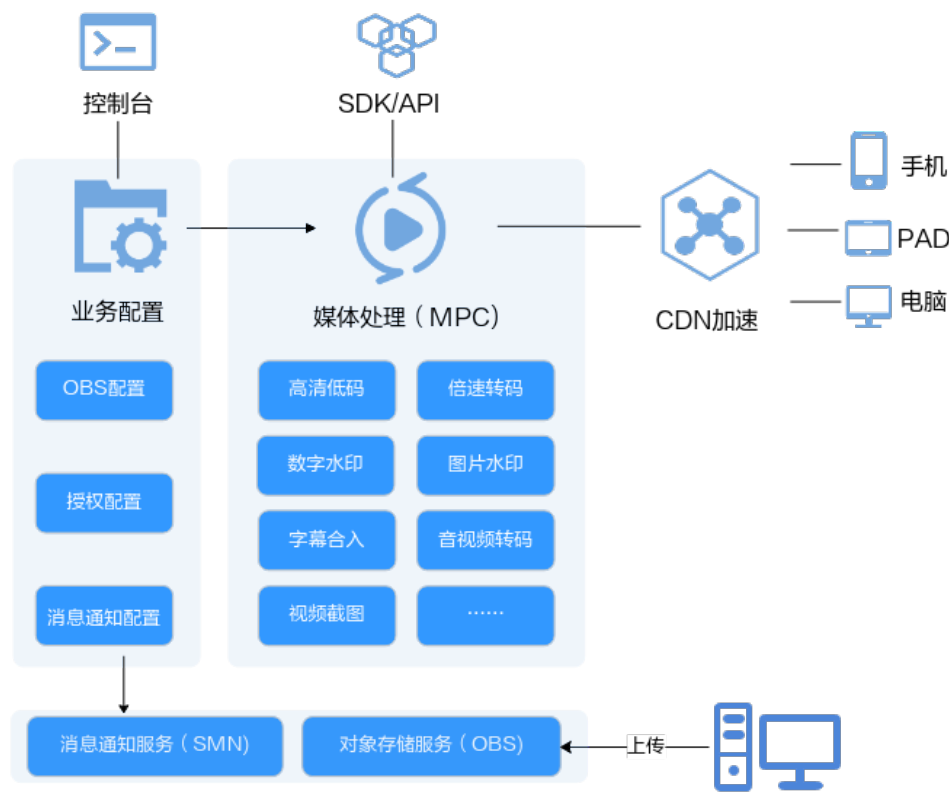 控制台
SDK/API
手机
PAD
电脑
业务配置
媒体处理（MPC）
CDN加速
OBS配置
高清低码
倍速转码
数字水印
图片水印
授权配置
字幕合入
音视频转码
消息通知配置
视频截图
……
消息通知服务（SMN）
对象存储服务（OBS）
上传